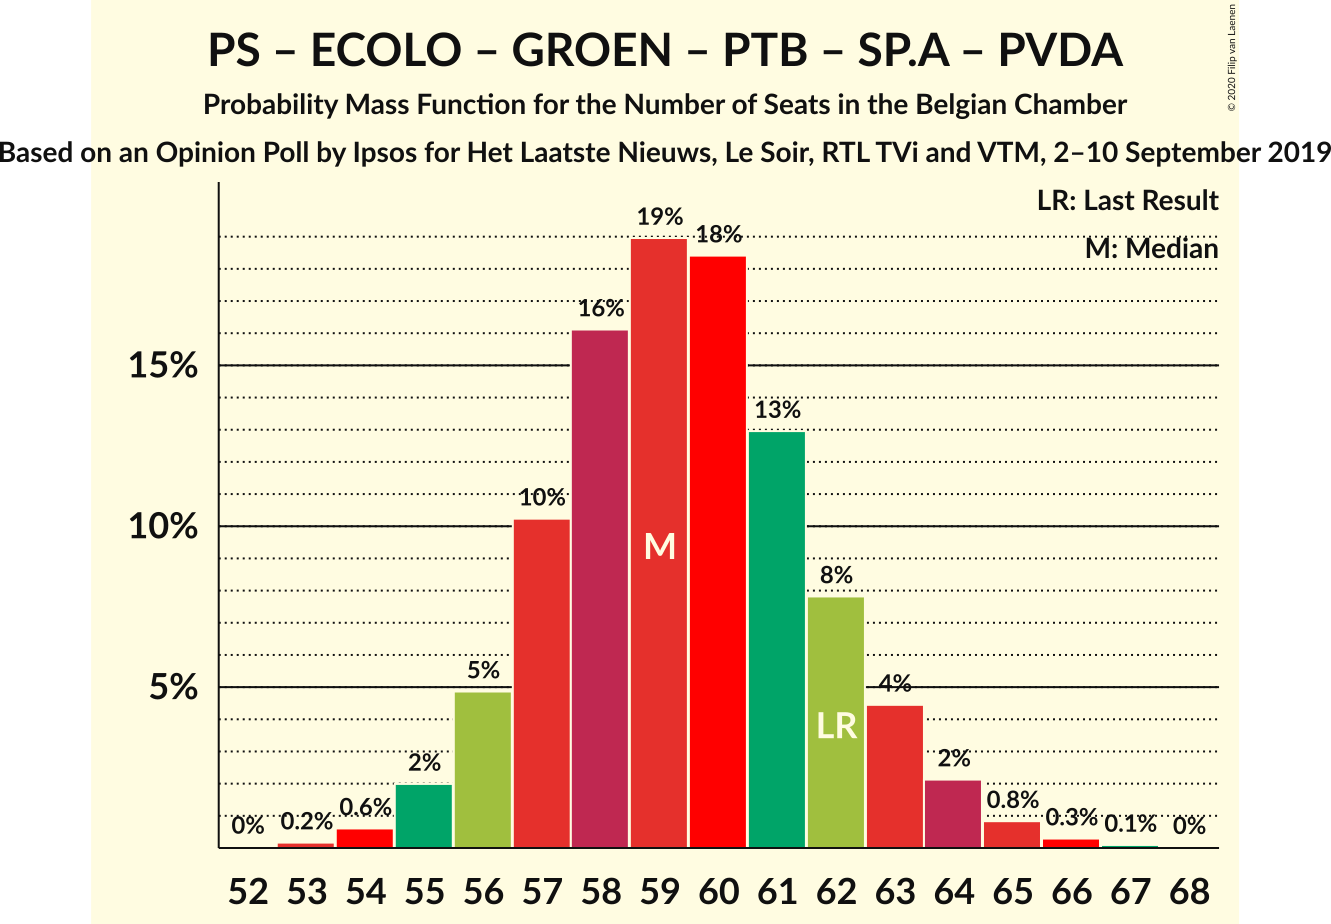 PS – ECOLO – GROEN – PTB – SP.A – PVDA
Probability Mass Function for the Number of Seats in the Belgian Chamber
Based on an Opinion Poll by Ipsos for Het Laatste Nieuws, Le Soir, RTL TVi and VTM, 2–10 September 2019
© 2020 Filip van Laenen
LR: Last Result
M: Median
15%
10%
5%
0%
0.2%
0.6%
2%
5%
10%
16%
19%
18%
13%
8%
4%
2%
0.8%
0.3%
0.1%
0%
M
LR
52 53 54 55 56 57 58 59 60 61 62 63 64 65 66 67 68